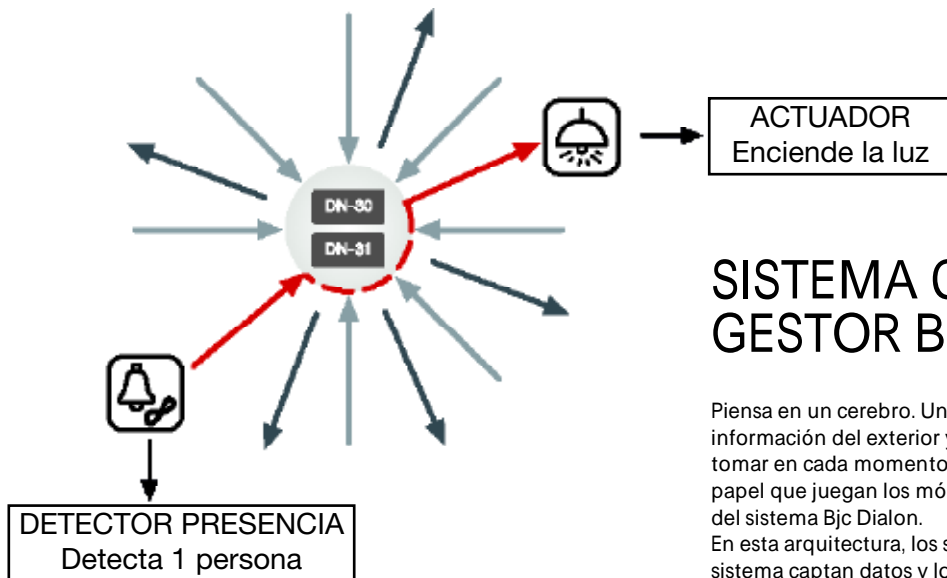 ACTUADOR
Enciende la luz
DN-30
DN-31
DETECTOR PRESENCIA
Detecta 1 persona
SISTEMA
GESTOR
Piensa en un cerebro. Un
información del exterior
tomar en cada momento
papel que juegan los
del sistema Bjc Dialon.
En esta arquitectura, los
sistema captan datos y